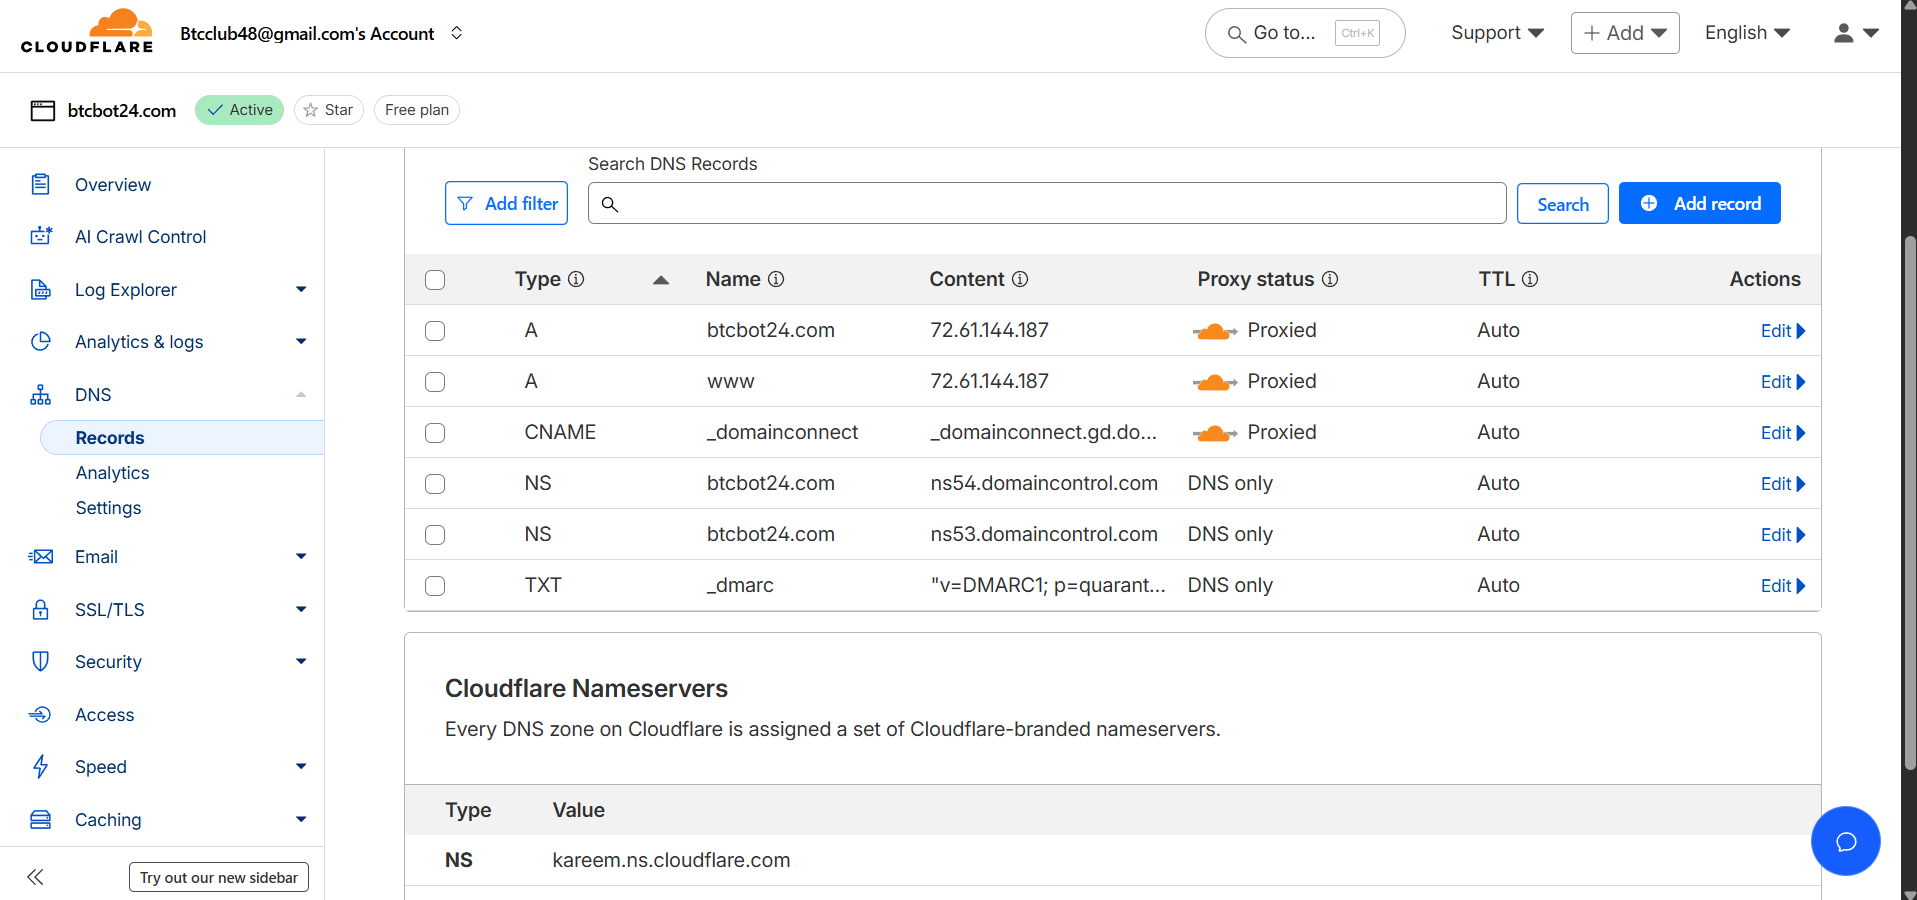 CLOUDFLARE
Btcclub48@gmail.com's Account
Go to... Ctrl+K
Support
+ Add
English
btcbot24.com
Active
Star
Free plan
Overview
AI Crawl Control
Log Explorer
Analytics & logs
DNS
Records
Analytics
Settings
Email
SSL/TLS
Security
Access
Speed
Caching
Try out our new sidebar
Search DNS Records
Add filter
Search
Add record
Type Name Content Proxy status TTL Actions
A btcbot24.com 72.61.144.187 Proxied Auto Edit
A www 72.61.144.187 Proxied Auto Edit
CNAME _domainconnect _domainconnect.gd.do... Proxied Auto Edit
NS btcbot24.com ns54.domaincontrol.com DNS only Auto Edit
NS btcbot24.com ns53.domaincontrol.com DNS only Auto Edit
TXT _dmarc "v=DMARC1; p=quarant... DNS only Auto Edit
Cloudflare Nameservers
Every DNS zone on Cloudflare is assigned a set of Cloudflare-branded nameservers.
Type Value
NS kareem.ns.cloudflare.com